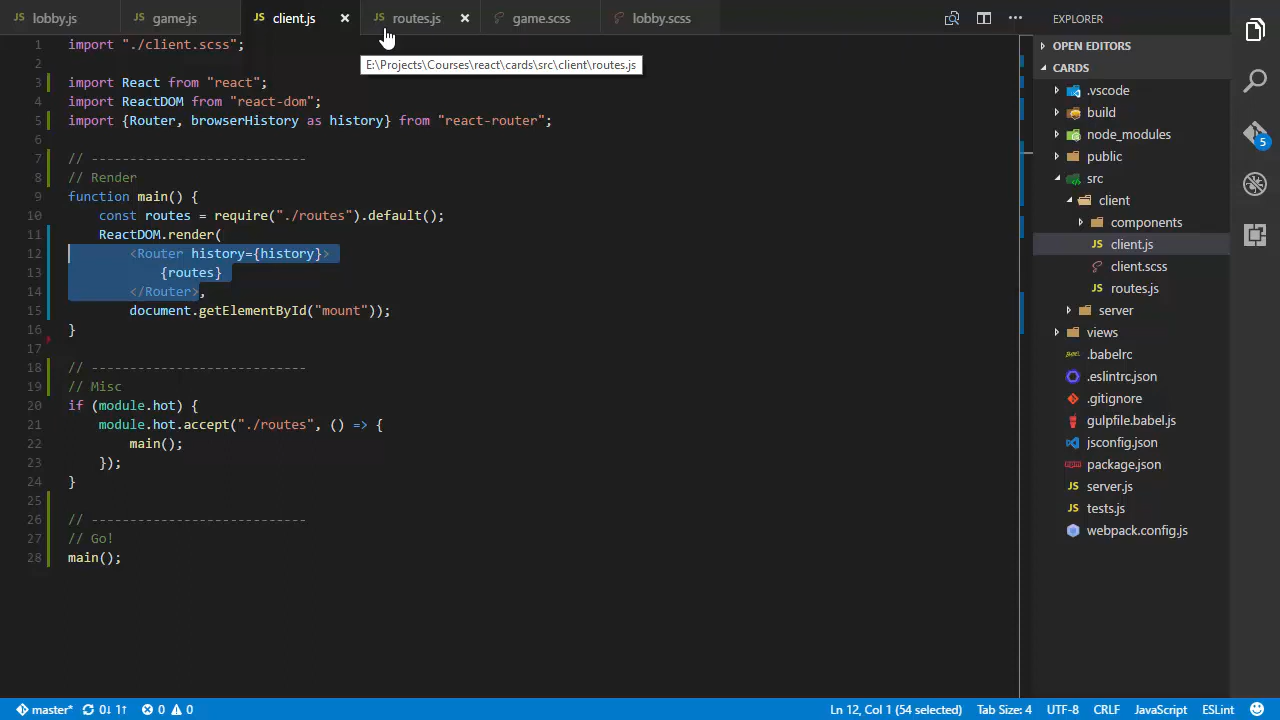 lobby.js
game.js
client.js
routes.js
game.scss
lobby.scss
E:\Projects\Courses\react\cards\src\client\routes.js
1 import "./client.scss";
2
3 import React from "react";
4 import ReactDOM from "react-dom";
5 import {Router, browserHistory as history} from "react-router";
6
7 // ----------------------------
8 // Render
9 function main() {
10     const routes = require("./routes").default();
11     ReactDOM.render(
12         <Router history={history}>
13             {routes}
14         </Router>,
15         document.getElementById("mount"));
16 }
17
18 // ----------------------------
19 // Misc
20 if (module.hot) {
21     module.hot.accept("./routes", () => {
22         main();
23     });
24 }
25
26 // ----------------------------
27 // Go!
28 main();
EXPLORER
OPEN EDITORS
CARDS
.vscode
build
node_modules
public
src
client
components
JS client.js
client.scss
JS routes.js
server
views
.babelrc
.eslintrc.json
.gitignore
gulpfile.babel.js
jsconfig.json
package.json
JS server.js
JS tests.js
webpack.config.js
5
master* 0↓ 1↑ 0 0
Ln 12, Col 1 (54 selected) Tab Size: 4 UTF-8 CRLF JavaScript ESLint